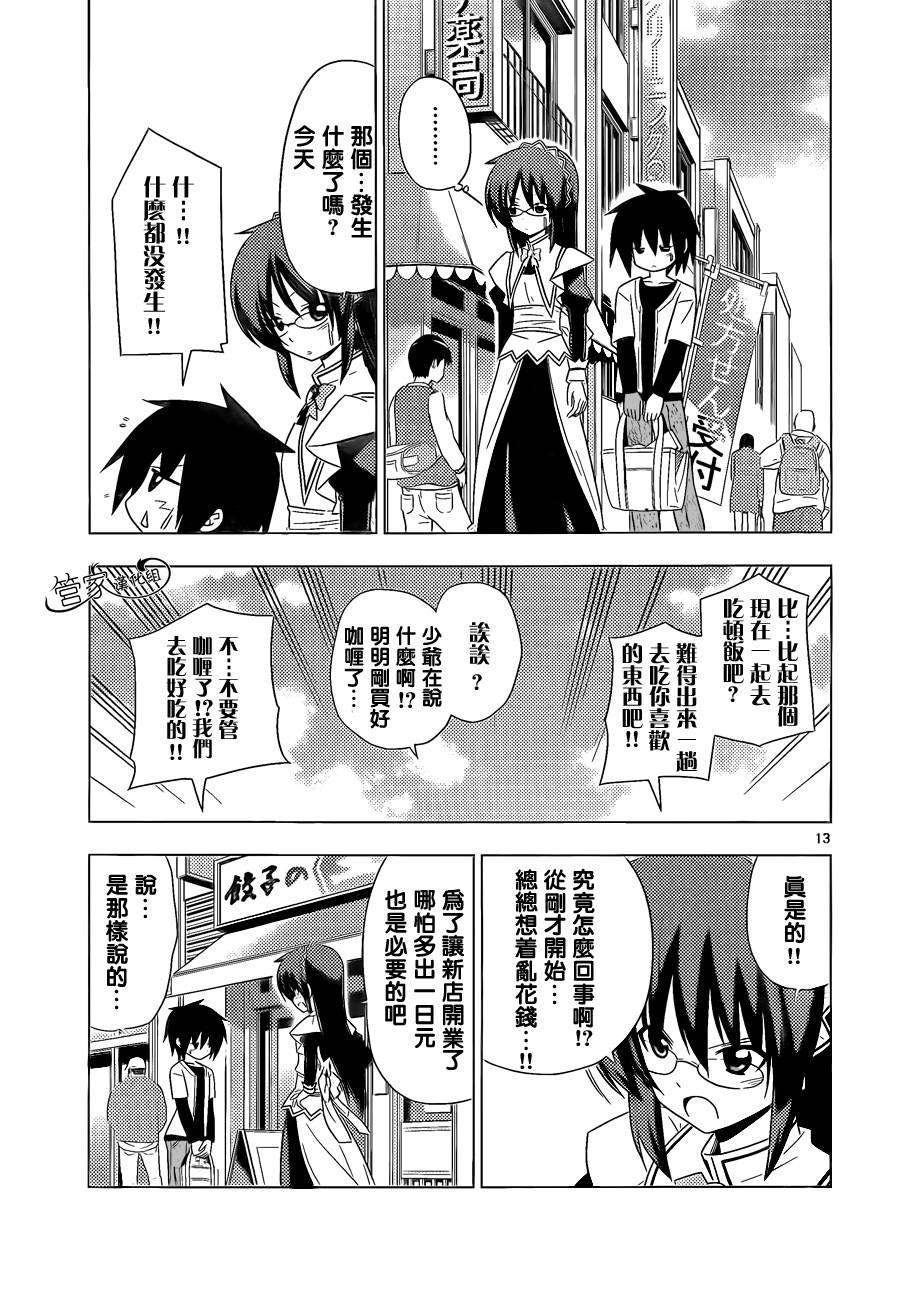 薬局
処方せん受付
………
那個…發生
什麼了嗎?
今天
什…!!
什麼都没發生!!
比…比起那個
現在一起去
吃頓飯吧?
難得出來一趟
去吃你喜歡
的東西吧!!
誒誒?
少爺在說
什麼啊!?
明明剛買好
咖喱了…
不…不要管
咖喱了!?我們
去吃好吃的!!
管家漢化組
13
真是的!!
究竟怎麼回事啊!?
從剛才開始…
總總想着亂花錢…!!
為了讓新店開業了
哪怕多出一日元
也是必要的吧
餃子の
說…
是那樣說的…